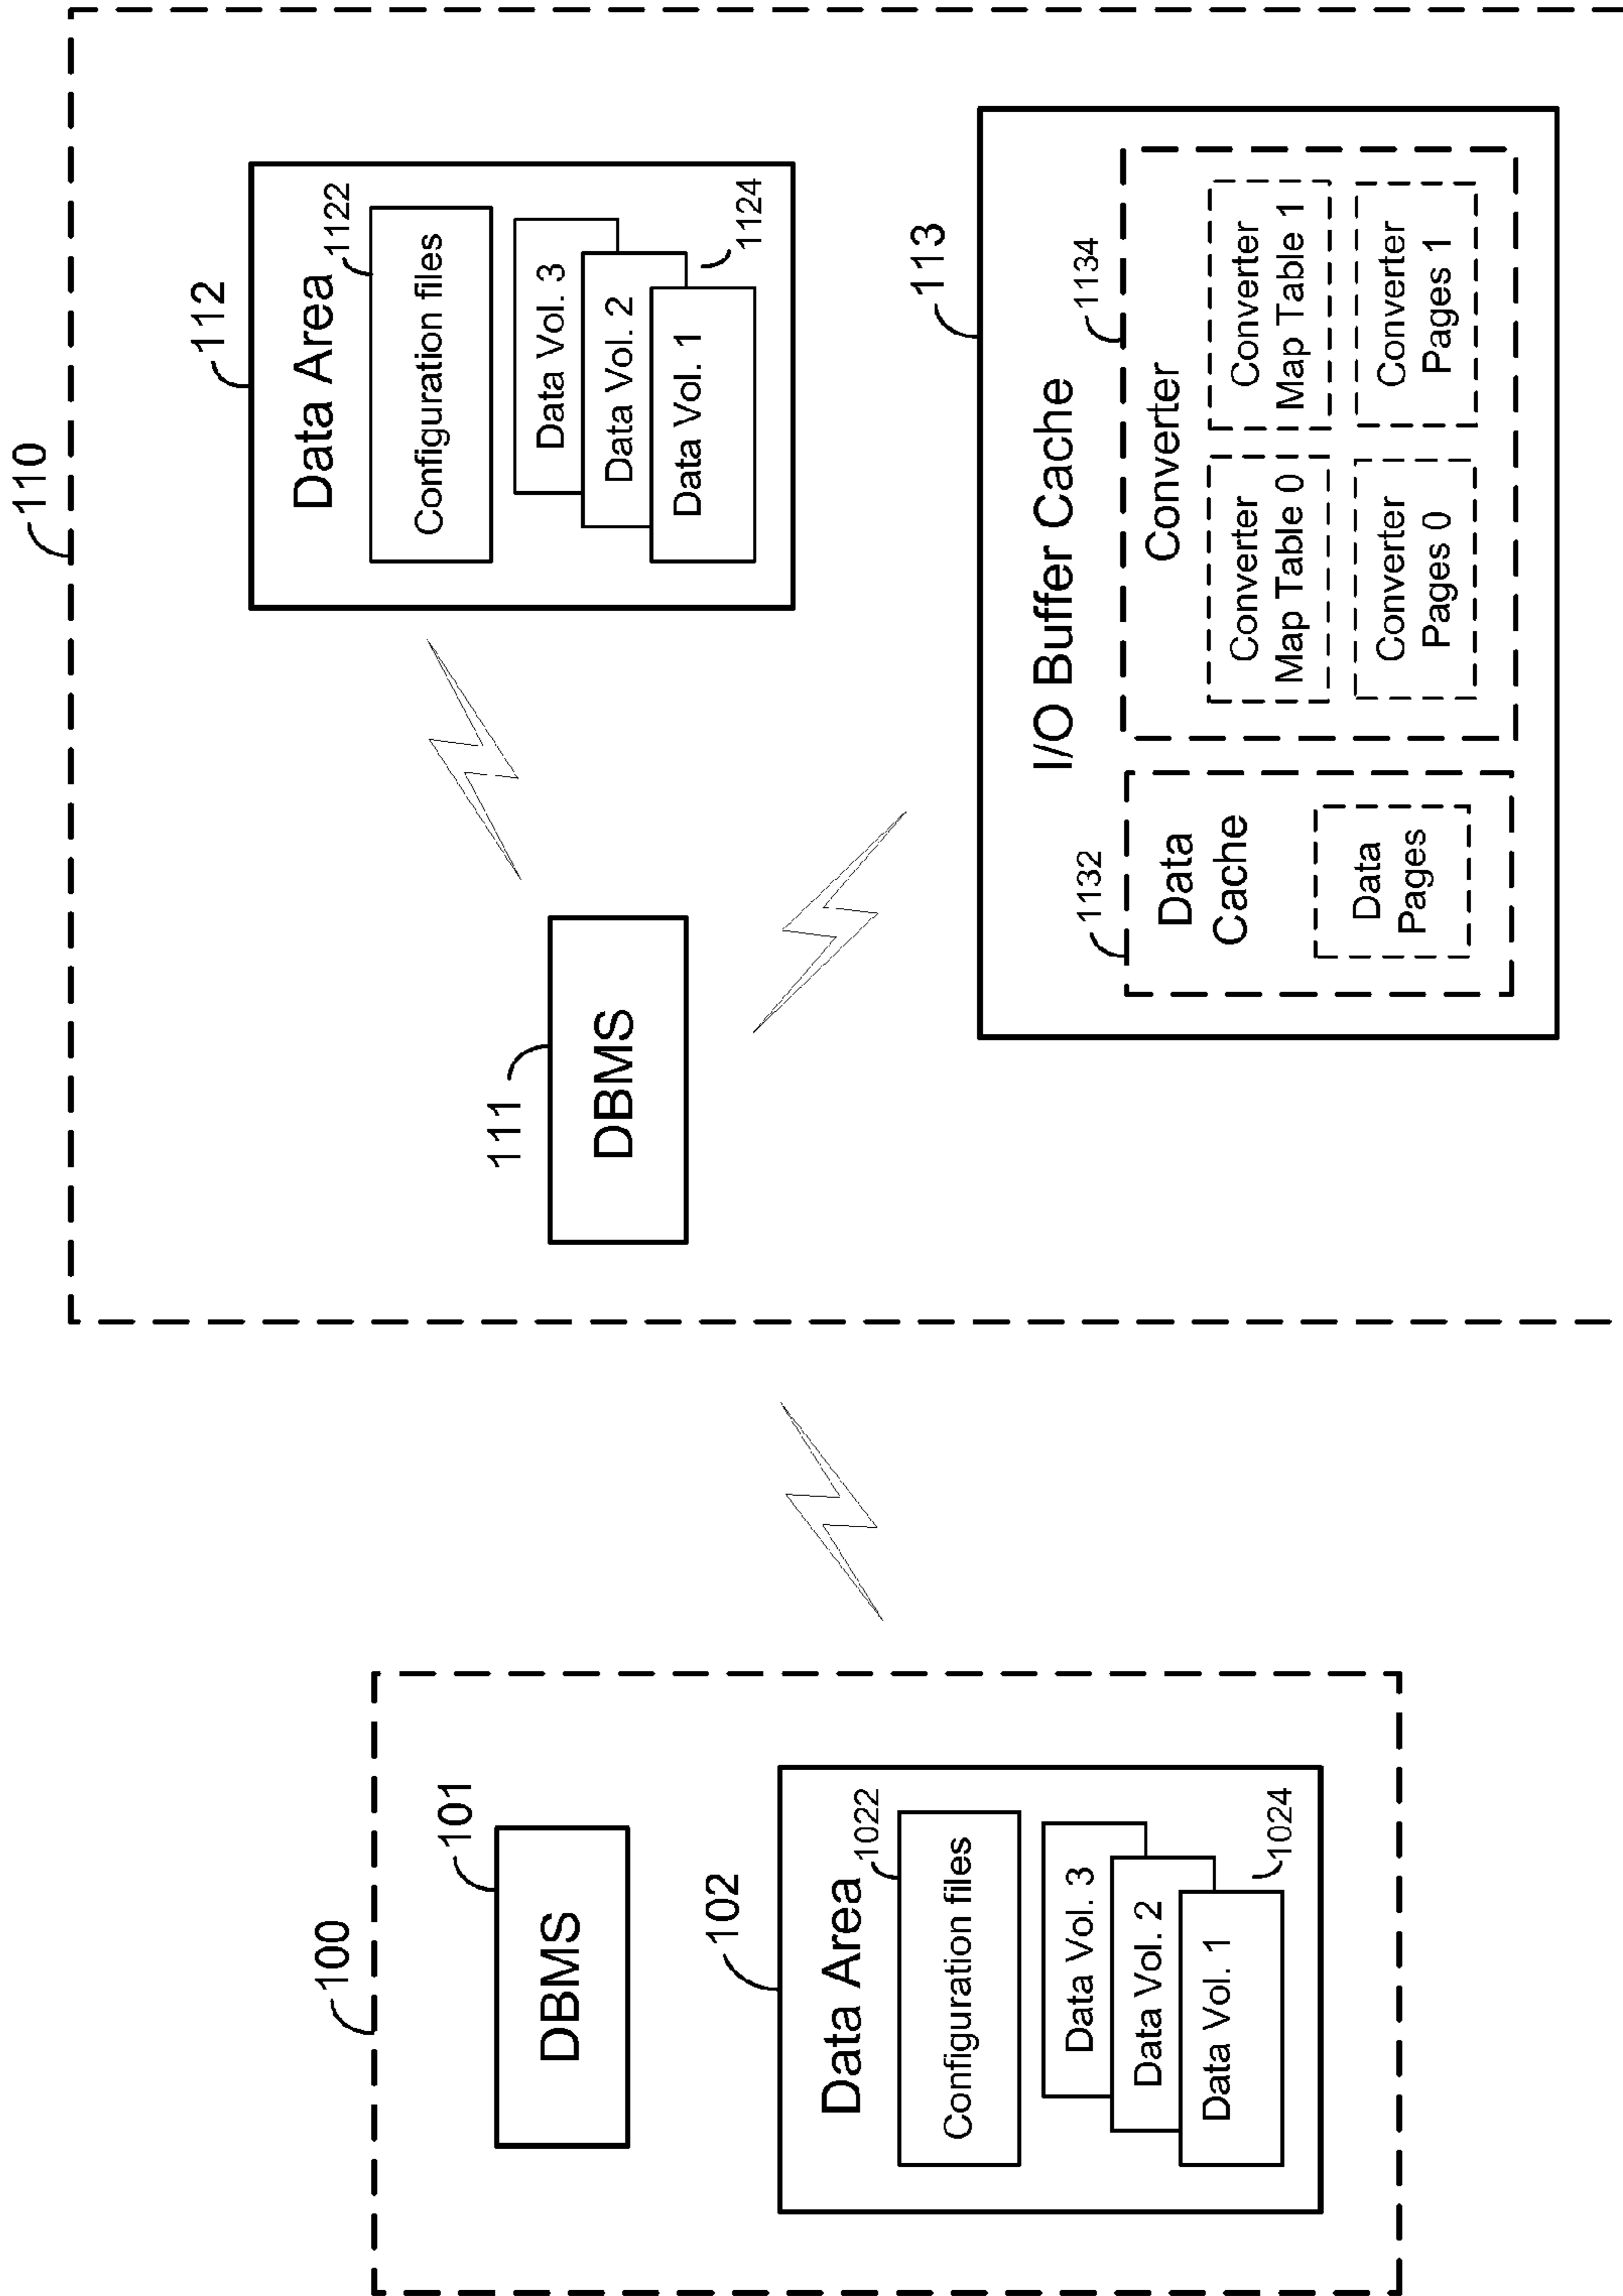 100
101
DBMS
102
Data Area
1022
Configuration files
Data Vol. 3
Data Vol. 2
Data Vol. 1
1024
110
111
DBMS
112
Data Area
1122
Configuration files
Data Vol. 3
Data Vol. 2
Data Vol. 1
1124
113
I/O Buffer Cache
1132
Data
Cache
Data
Pages
1134
Converter
Converter
Map Table 0
Converter
Map Table 1
Converter
Pages 0
Converter
Pages 1